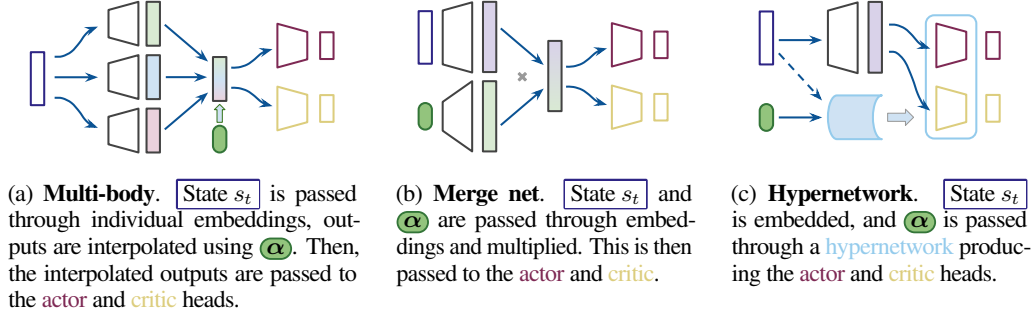 (a) Multi-body. State sₜ is passed
through individual embeddings, out-
puts are interpolated using α. Then,
the interpolated outputs are passed to
the actor and critic heads.
(b) Merge net. State sₜ and
α are passed through embed-
dings and multiplied. This is then
passed to the actor and critic.
(c) Hypernetwork. State sₜ
is embedded, and α is passed
through a hypernetwork produc-
ing the actor and critic heads.